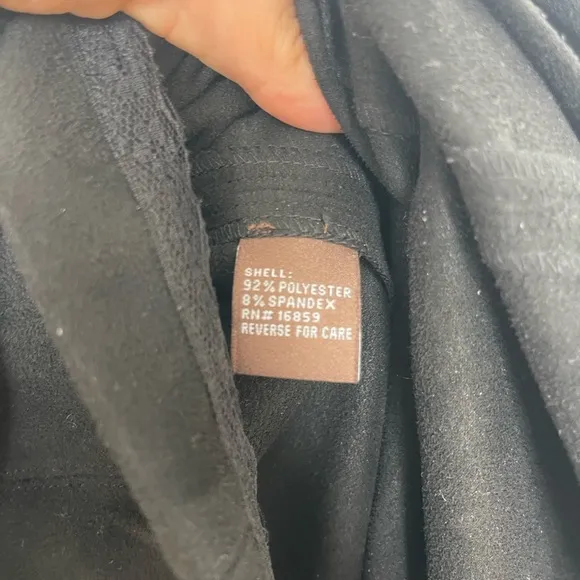 SHELL:
92% POLYESTER
8% SPANDEX
RN# 16859
REVERSE FOR CARE